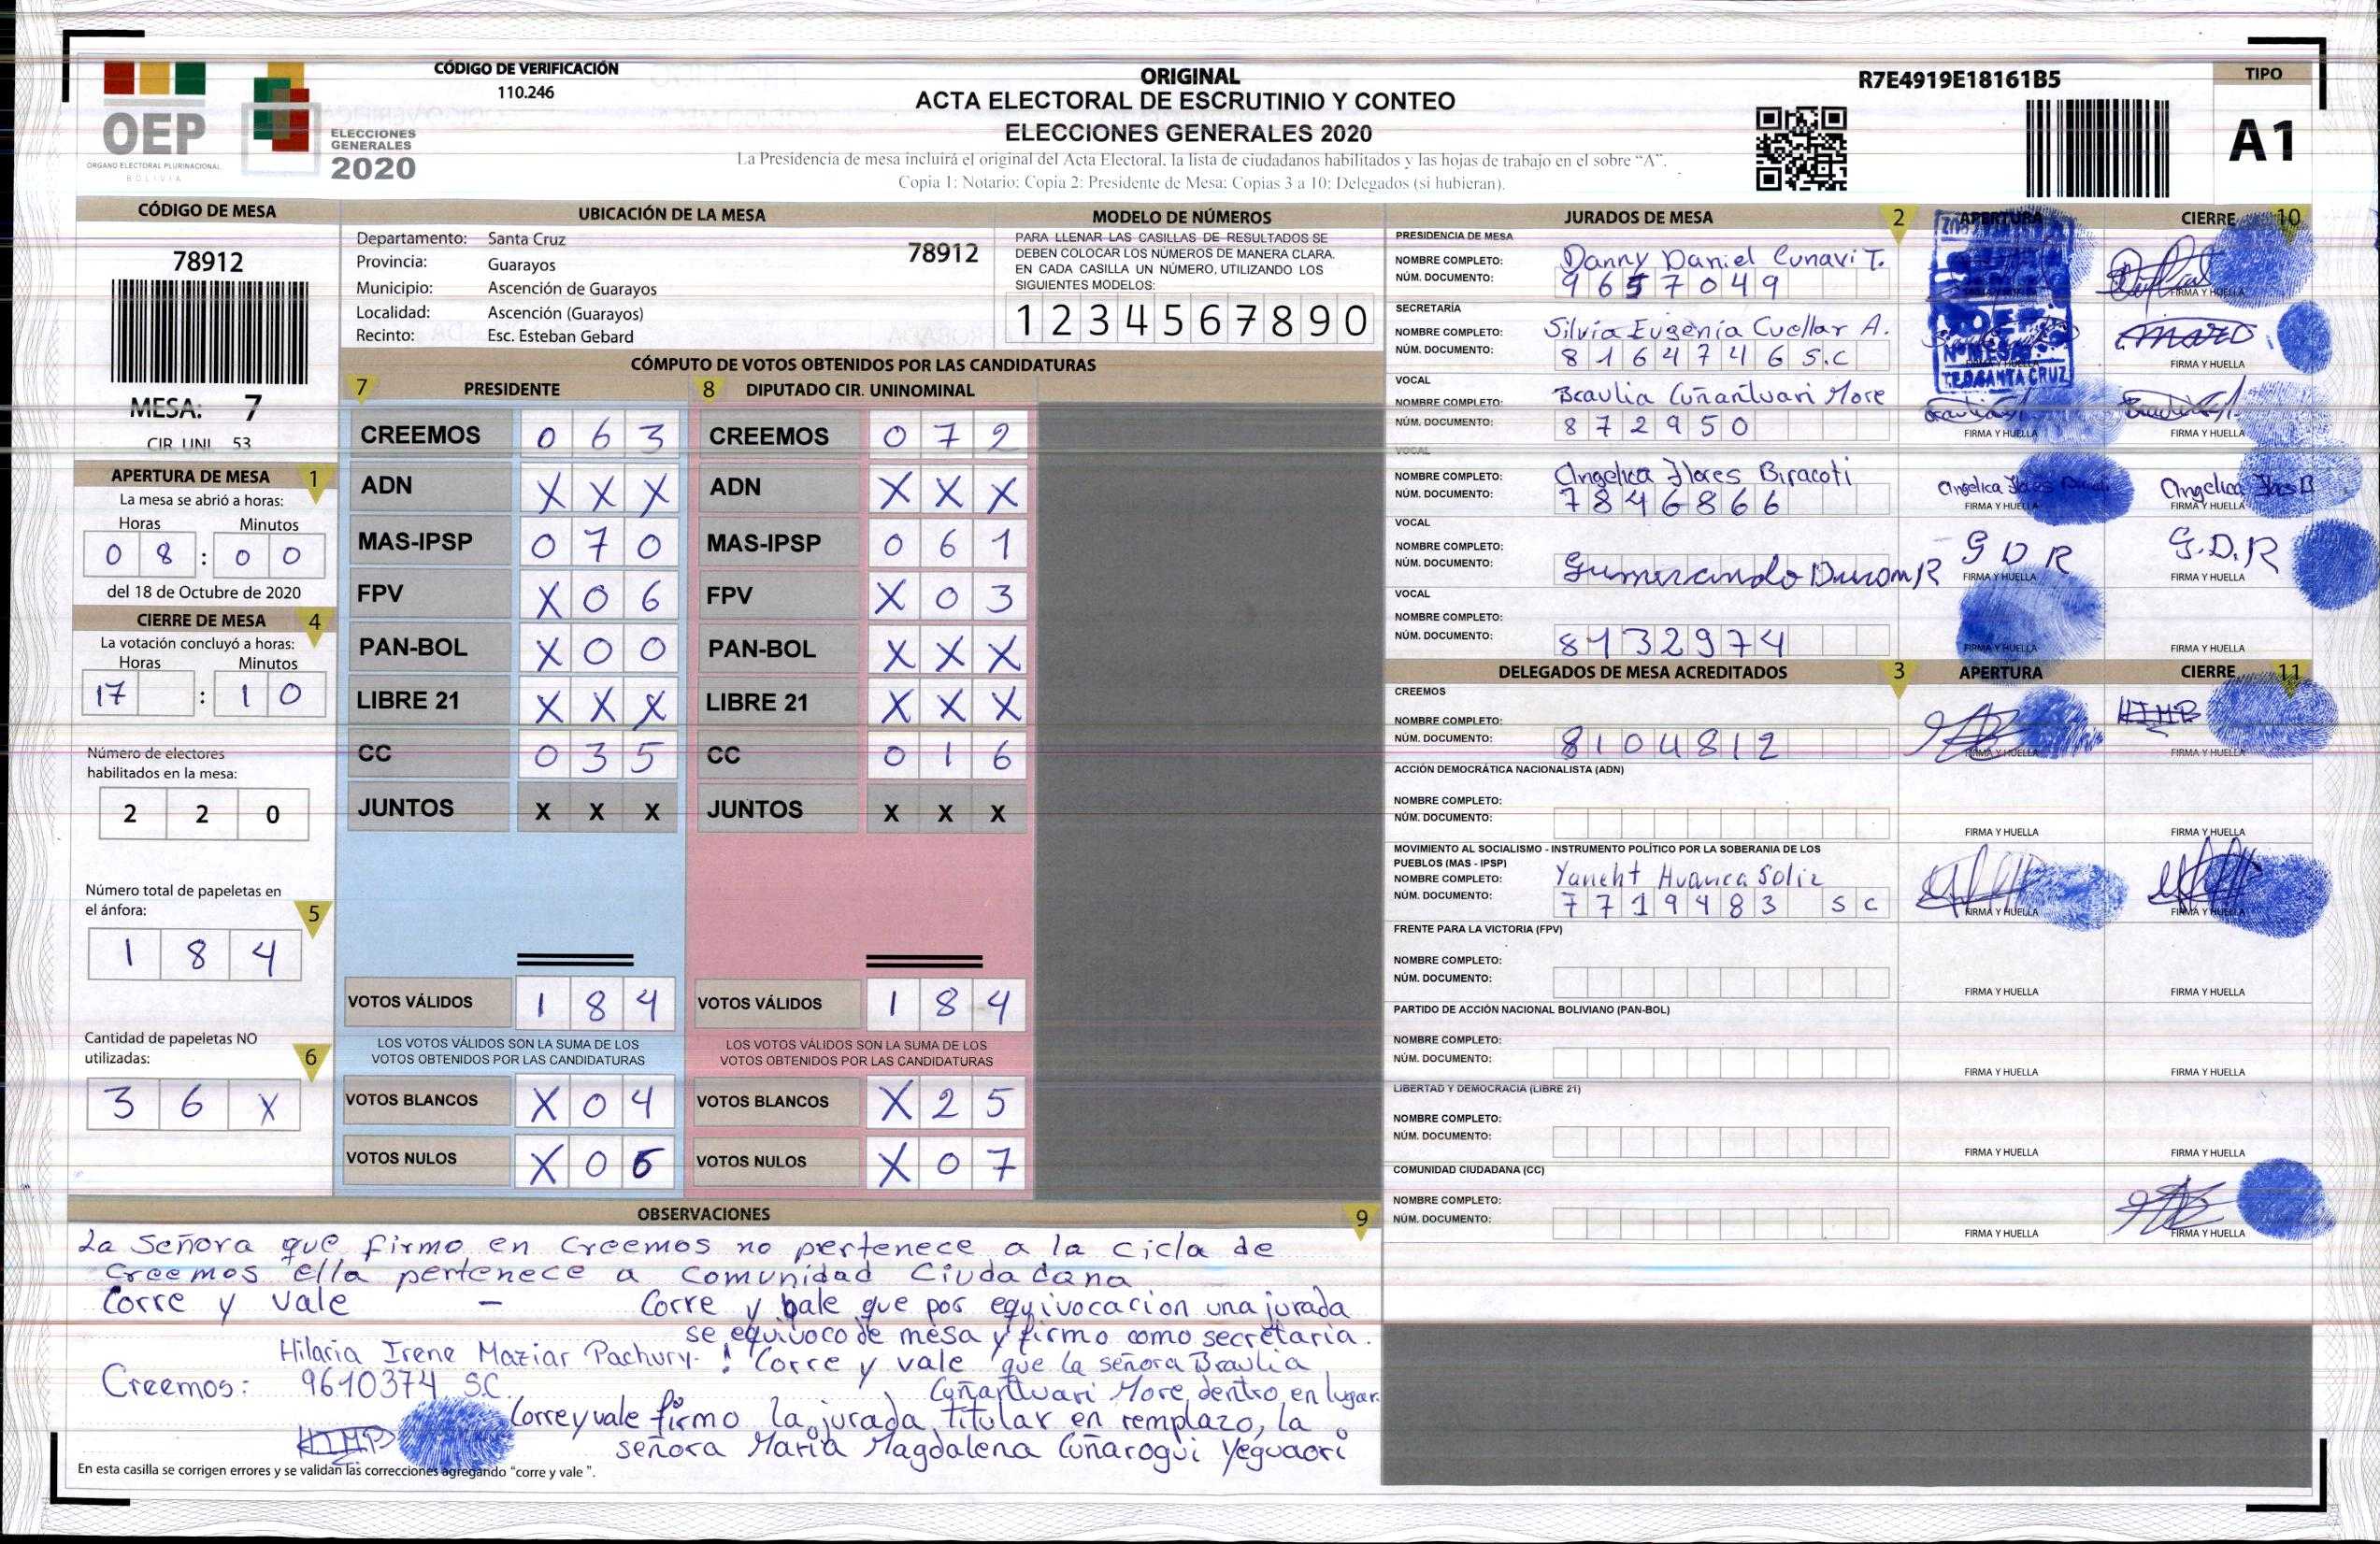 OEP
ORGANO ELECTORAL PLURINACIONAL
BOLIVIA
ELECCIONES
GENERALES
2020
CÓDIGO DE VERIFICACIÓN
110.246
ORIGINAL
ACTA ELECTORAL DE ESCRUTINIO Y CONTEO
ELECCIONES GENERALES 2020
La Presidencia de mesa incluirá el original del Acta Electoral, la lista de ciudadanos habilitados y las hojas de trabajo en el sobre “A”.
Copia 1: Notario; Copia 2: Presidente de Mesa; Copias 3 a 10: Delegados (si hubieran).
R7E4919E18161B5
TIPO
A1
CÓDIGO DE MESA
78912
MESA: 7
CIR. UNI. 53
UBICACIÓN DE LA MESA
Departamento: Santa Cruz 78912
Provincia: Guarayos
Municipio: Ascención de Guarayos
Localidad: Ascención (Guarayos)
Recinto: Esc. Esteban Gebard
MODELO DE NÚMEROS
PARA LLENAR LAS CASILLAS DE RESULTADOS SE
DEBEN COLOCAR LOS NÚMEROS DE MANERA CLARA.
EN CADA CASILLA UN NÚMERO, UTILIZANDO LOS
SIGUIENTES MODELOS:
1 2 3 4 5 6 7 8 9 0
APERTURA DE MESA 1
La mesa se abrió a horas:
Horas Minutos
0 8 : 0 0
del 18 de Octubre de 2020
CIERRE DE MESA 4
La votación concluyó a horas:
Horas Minutos
17 : 1 0
Número de electores
habilitados en la mesa:
2 2 0
Número total de papeletas en
el ánfora: 5
1 8 4
Cantidad de papeletas NO
utilizadas: 6
3 6 X
CÓMPUTO DE VOTOS OBTENIDOS POR LAS CANDIDATURAS
7 PRESIDENTE 8 DIPUTADO CIR. UNINOMINAL
CREEMOS 0 6 3 CREEMOS 0 7 2
ADN X X X ADN X X X
MAS-IPSP 0 7 0 MAS-IPSP 0 6 1
FPV X 0 6 FPV X 0 3
PAN-BOL X 0 0 PAN-BOL X X X
LIBRE 21 X X X LIBRE 21 X X X
CC 0 3 5 CC 0 1 6
JUNTOS X X X JUNTOS X X X
VOTOS VÁLIDOS 1 8 4 VOTOS VÁLIDOS 1 8 4
LOS VOTOS VÁLIDOS SON LA SUMA DE LOS LOS VOTOS VÁLIDOS SON LA SUMA DE LOS
VOTOS OBTENIDOS POR LAS CANDIDATURAS VOTOS OBTENIDOS POR LAS CANDIDATURAS
VOTOS BLANCOS X 0 4 VOTOS BLANCOS X 2 5
VOTOS NULOS X 0 6 VOTOS NULOS X 0 7
JURADOS DE MESA 2 APERTURA CIERRE 10
PRESIDENCIA DE MESA
NOMBRE COMPLETO: Danny Daniel Cunavi T.
NÚM. DOCUMENTO: 9657049 FIRMA Y HUELLA
SECRETARÍA
NOMBRE COMPLETO: Silvia Eugenia Cuellar A.
NÚM. DOCUMENTO: 8164746 S.C FIRMA Y HUELLA
TED SANTA CRUZ
VOCAL
NOMBRE COMPLETO: Braulia Cuñantuari More
NÚM. DOCUMENTO: 872950 FIRMA Y HUELLA FIRMA Y HUELLA
VOCAL
NOMBRE COMPLETO: Angelica Flores Biracoti
NÚM. DOCUMENTO: 7846866 FIRMA Y HUELLA FIRMA Y HUELLA
VOCAL
NOMBRE COMPLETO: G D R G.D.R
NÚM. DOCUMENTO: FIRMA Y HUELLA FIRMA Y HUELLA
VOCAL
NOMBRE COMPLETO:
NÚM. DOCUMENTO: 8132974 FIRMA Y HUELLA FIRMA Y HUELLA
DELEGADOS DE MESA ACREDITADOS 3 APERTURA CIERRE 11
CREEMOS
NOMBRE COMPLETO:
NÚM. DOCUMENTO: 8104812 FIRMA Y HUELLA FIRMA Y HUELLA
ACCIÓN DEMOCRÁTICA NACIONALISTA (ADN)
NOMBRE COMPLETO:
NÚM. DOCUMENTO: FIRMA Y HUELLA FIRMA Y HUELLA
MOVIMIENTO AL SOCIALISMO - INSTRUMENTO POLÍTICO POR LA SOBERANIA DE LOS
PUEBLOS (MAS - IPSP)
NOMBRE COMPLETO: Yaneht Huanca Soliz
NÚM. DOCUMENTO: 7719483 S C FIRMA Y HUELLA FIRMA Y HUELLA
FRENTE PARA LA VICTORIA (FPV)
NOMBRE COMPLETO:
NÚM. DOCUMENTO: FIRMA Y HUELLA FIRMA Y HUELLA
PARTIDO DE ACCIÓN NACIONAL BOLIVIANO (PAN-BOL)
NOMBRE COMPLETO:
NÚM. DOCUMENTO: FIRMA Y HUELLA FIRMA Y HUELLA
LIBERTAD Y DEMOCRACIA (LIBRE 21)
NOMBRE COMPLETO:
NÚM. DOCUMENTO: FIRMA Y HUELLA FIRMA Y HUELLA
COMUNIDAD CIUDADANA (CC)
NOMBRE COMPLETO:
NÚM. DOCUMENTO: FIRMA Y HUELLA FIRMA Y HUELLA
OBSERVACIONES 9
La Señora que firmo en Creemos no pertenece a la cicla de
Creemos ella pertenece a Comunidad Ciudadana
Corre y vale - Corre y bale que por equivocacion una jurada
se equivoco de mesa y firmo como secretaria.
Hilaria Irene Maziar Pachury. Corre y vale que la señora Braulia
Creemos: 9610374 S.C. Cuñantuari More, dentro en lugar.
Corre y vale firmo la jurada titular en remplazo, la
señora Maria Magdalena Cuñarogui Yeguaori
En esta casilla se corrigen errores y se validan las correcciones agregando “corre y vale ”.